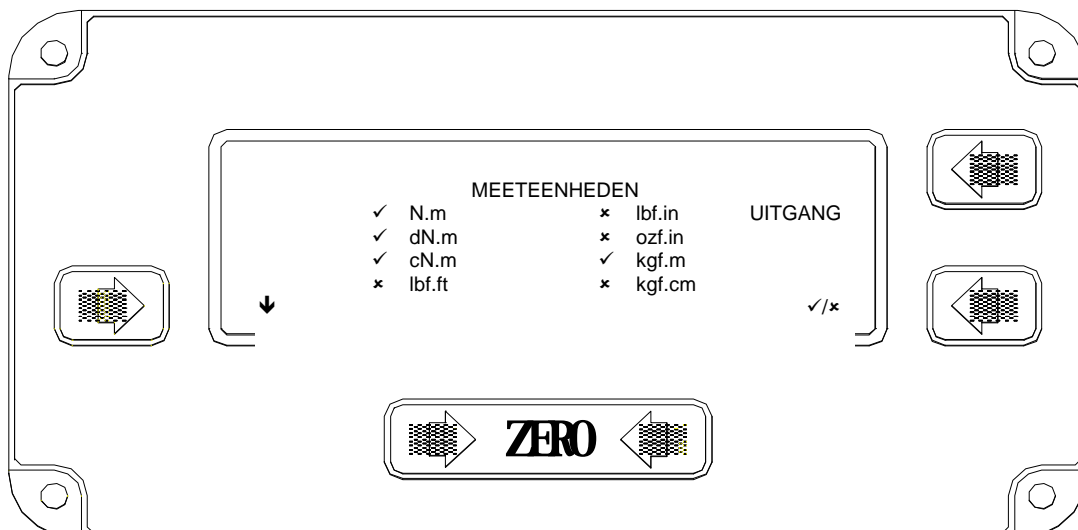 MEETEENHEDEN
✓ N.m × lbf.in UITGANG
✓ dN.m × ozf.in
✓ cN.m ✓ kgf.m
× lbf.ft × kgf.cm
↓ ✓/×
ZERO